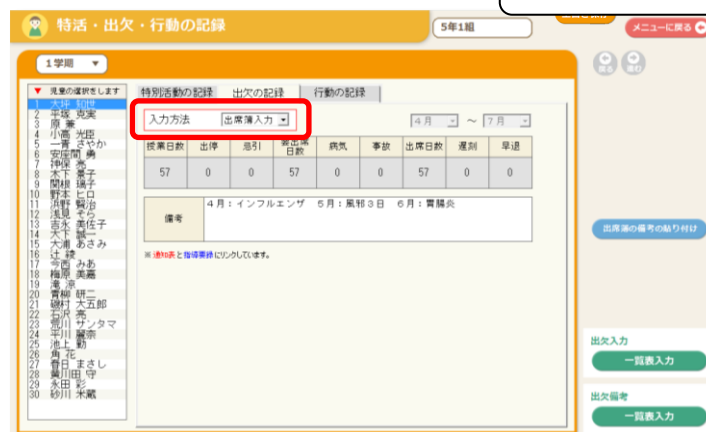 特活・出欠・行動の記録
5年1組
メニューに戻る
1学期
戻る
進む
▼ 児童の選択をします
1 大坪 知世
2 平塚 克実
3 原 兼
4 小高 光臣
5 一青 さやか
6 安座間 勇
7 神保 亮
8 木下 景子
9 関根 瑞子
10 野本 ヒロ
11 浜野 賢治
12 浅見 そら
13 吉永 美佐子
14 大下 誠一
15 大浦 あさみ
16 辻 綾
17 今西 みあ
18 梅原 美嘉
19 滝 涼
20 青柳 研二
21 磯村 大五郎
22 石沢 亮
23 荒川 サンタマ
24 平川 麗奈
25 池上 勤
26 角 花
27 春日 まさし
28 黄川田 守
29 永田 彩
30 砂川 米蔵
特別活動の記録 出欠の記録 行動の記録
入力方法 出席簿入力
4月 ～ 7月
授業日数 出停 忌引 要出席日数 病気 事故 出席日数 遅刻 早退
57 0 0 57 0 0 57 0 0
備考 4月：インフルエンザ 5月：風邪3日 6月：胃腸炎
※ 通知表と指導要録にリンクしています。
出席簿の備考の貼り付け
出欠入力
一覧表入力
出欠備考
一覧表入力